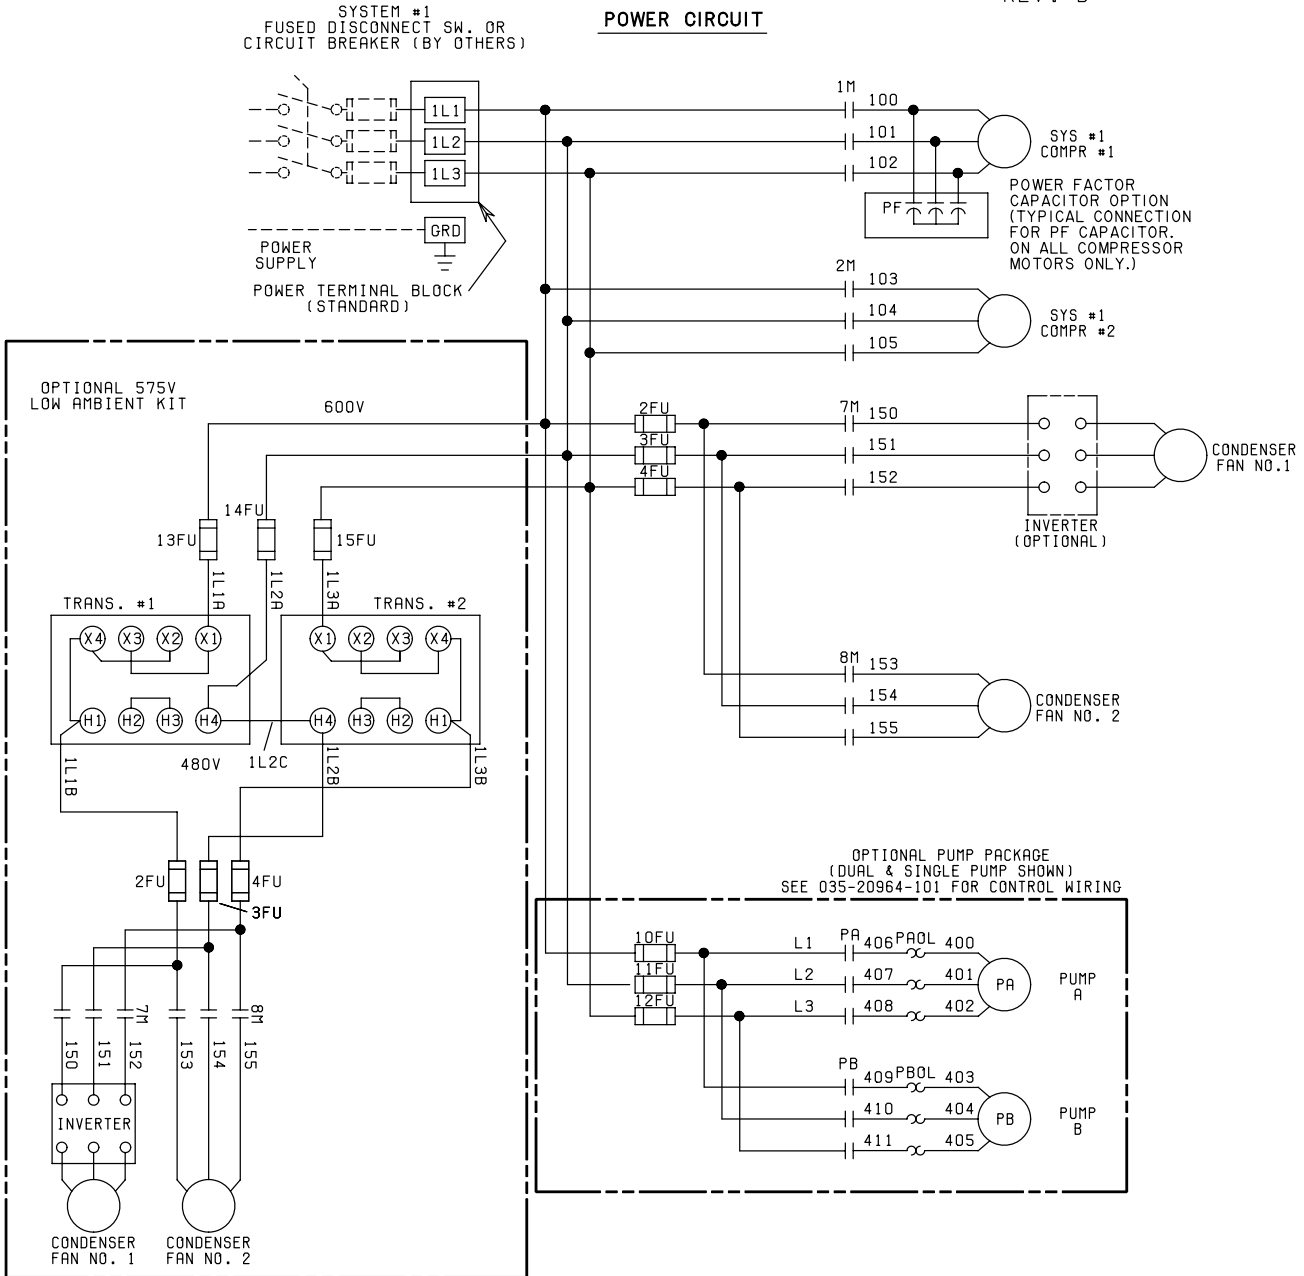 REV. B
POWER CIRCUIT
SYSTEM #1
FUSED DISCONNECT SW. OR
CIRCUIT BREAKER (BY OTHERS)
1L1
1L2
1L3
GRD
POWER
SUPPLY
POWER TERMINAL BLOCK
(STANDARD)
1M
100
101
102
SYS #1
COMPR #1
PF
POWER FACTOR
CAPACITOR OPTION
(TYPICAL CONNECTION
FOR PF CAPACITOR.
ON ALL COMPRESSOR
MOTORS ONLY.)
2M
103
104
105
SYS #1
COMPR #2
OPTIONAL 575V
LOW AMBIENT KIT
600V
2FU
3FU
4FU
7M
150
151
152
INVERTER
(OPTIONAL)
CONDENSER
FAN NO.1
13FU
14FU
15FU
1L1A
1L2A
1L3A
TRANS. #1
TRANS. #2
X4 X3 X2 X1
X1 X2 X3 X4
H1 H2 H3 H4
H4 H3 H2 H1
8M
153
154
155
CONDENSER
FAN NO. 2
1L1B
480V
1L2C
1L2B
1L3B
2FU
4FU
3FU
7M
8M
150
151
152
153
154
155
INVERTER
CONDENSER
FAN NO. 1
CONDENSER
FAN NO. 2
OPTIONAL PUMP PACKAGE
(DUAL & SINGLE PUMP SHOWN)
SEE 035-20964-101 FOR CONTROL WIRING
10FU
11FU
12FU
L1
L2
L3
PA
406 PAOL 400
407 401
408 402
PA
PUMP
A
PB
409 PBOL 403
410 404
411 405
PB
PUMP
B